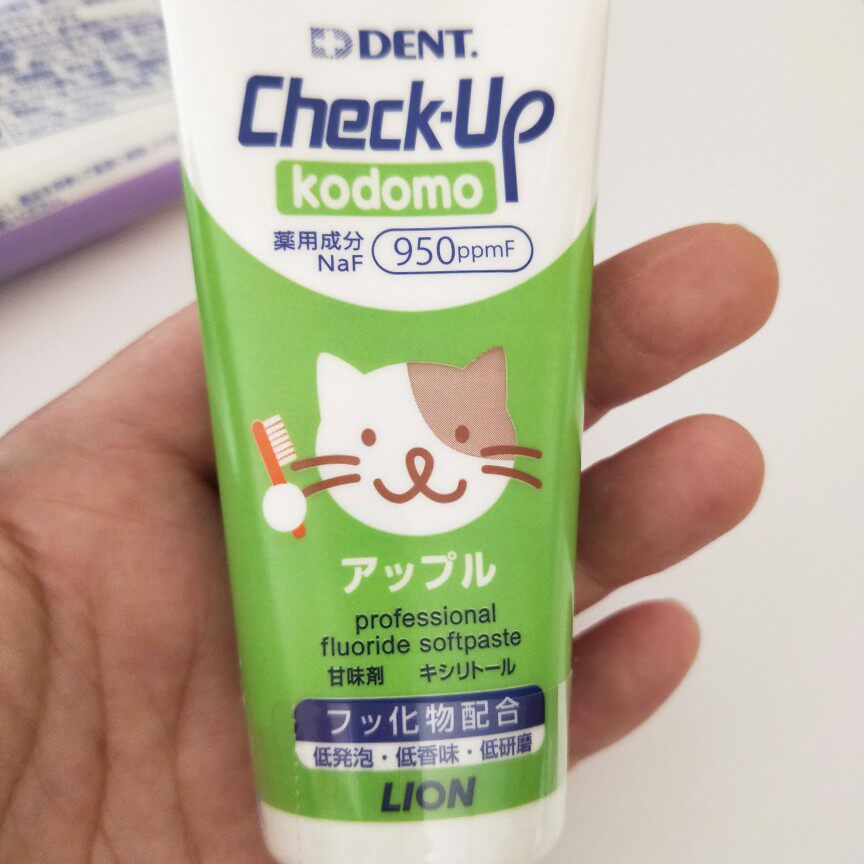 DENT.
Check-Up
kodomo
薬用成分
NaF
950ppmF
アップル
professional
fluoride softpaste
甘味剤 キシリトール
フッ化物配合
低発泡・低香味・低研磨
LION